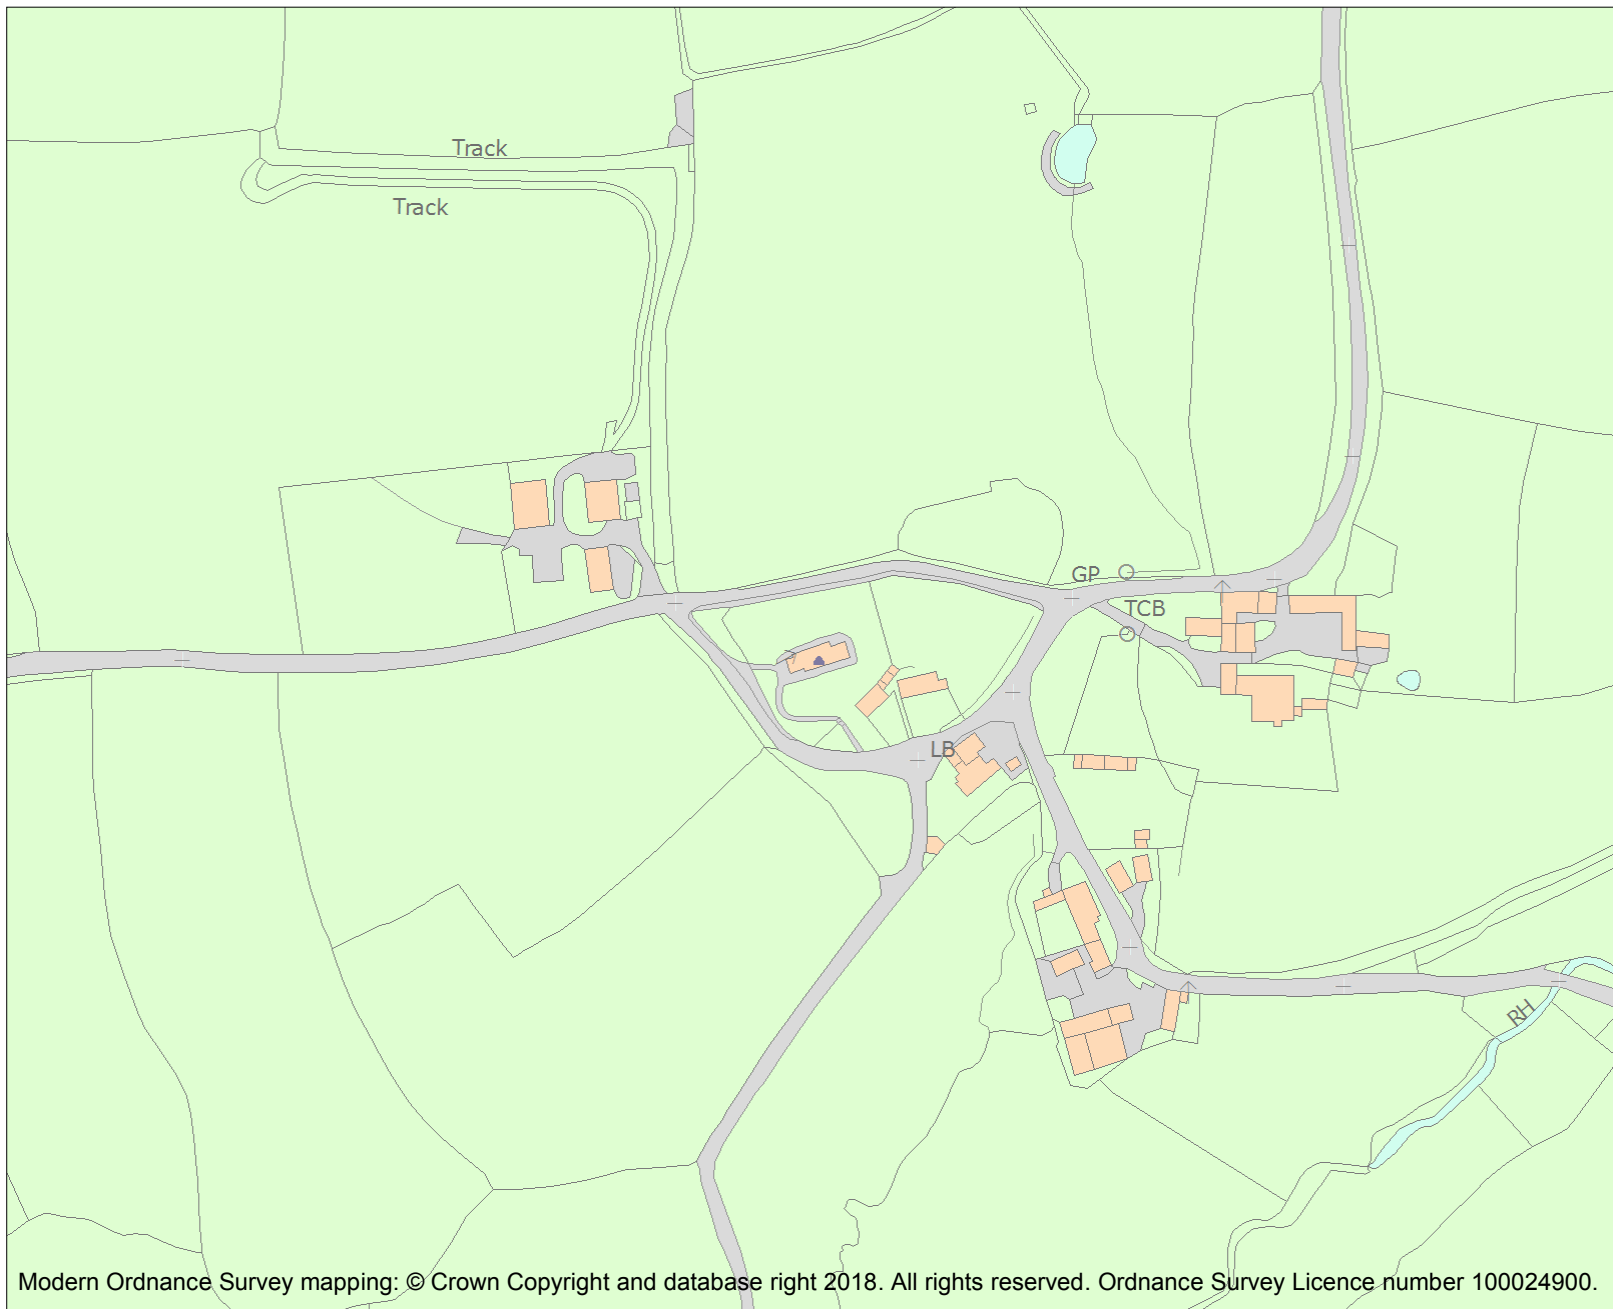 Track
Track
GP
TCB
LB
RH
Modern Ordnance Survey mapping: © Crown Copyright and database right 2018. All rights reserved. Ordnance Survey Licence number 100024900.